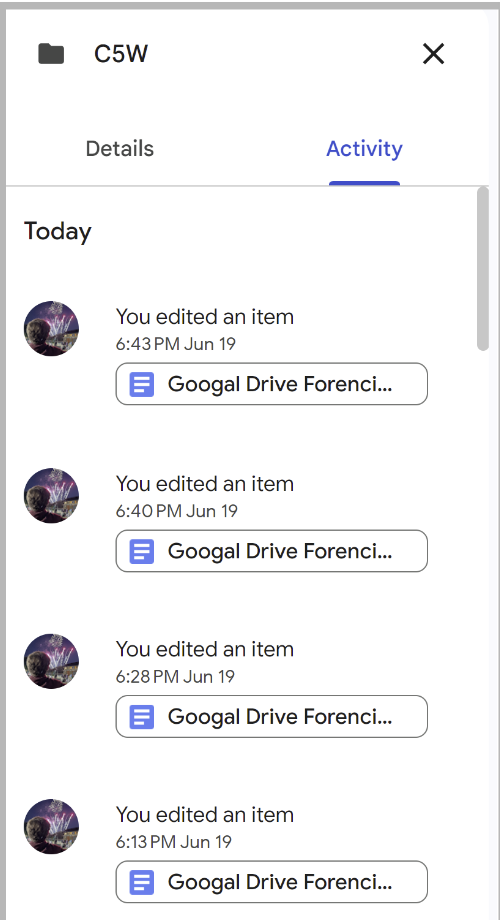 C5W
Details
Activity
Today
You edited an item
6:43 PM Jun 19
Googal Drive Forenci...
You edited an item
6:40 PM Jun 19
Googal Drive Forenci...
You edited an item
6:28 PM Jun 19
Googal Drive Forenci...
You edited an item
6:13 PM Jun 19
Googal Drive Forenci...